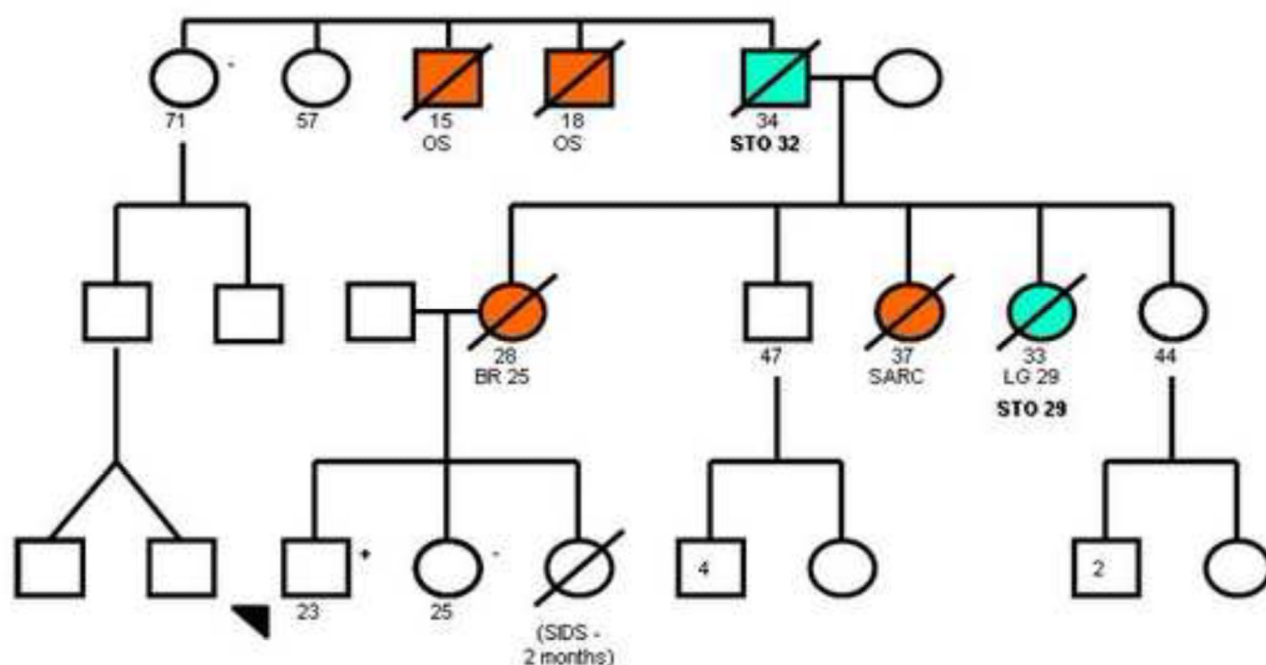 -
71
57
15
OS
18
OS
34
STO 32
28
BR 25
47
37
SARC
33
LG 29
STO 29
44
+
-
4
2
23
25
(SIDS -
2 months)